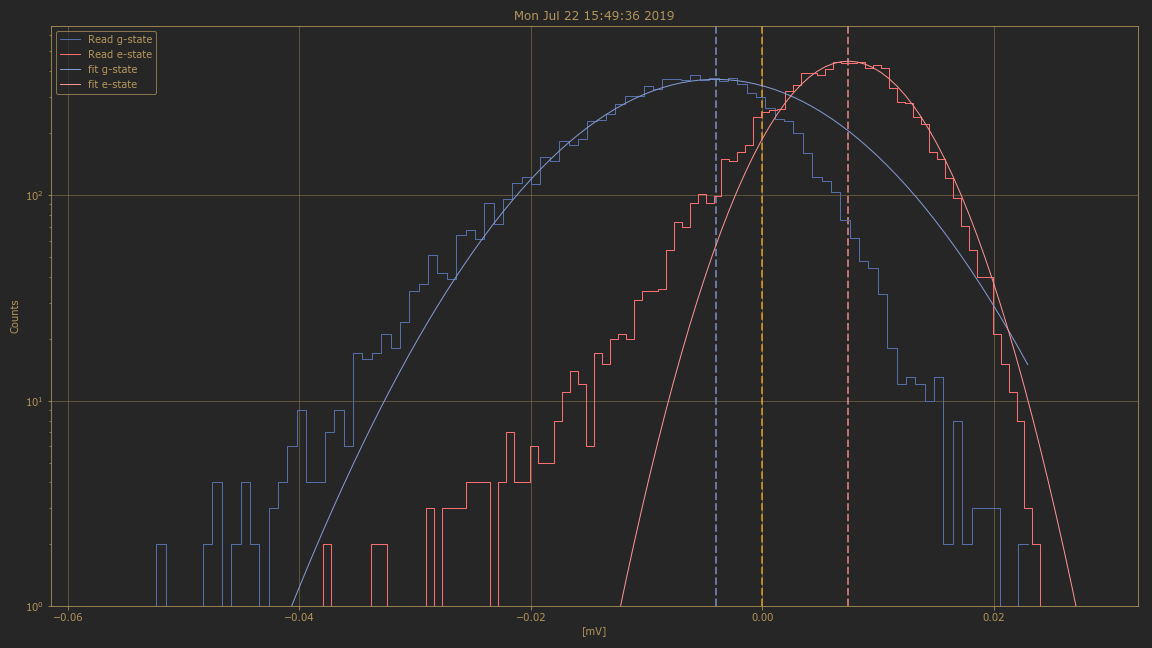 Mon Jul 22 15:49:36 2019
Read g-state
Read e-state
fit g-state
fit e-state
Counts
10²
10¹
10⁰
−0.06
−0.04
−0.02
0.00
0.02
[mV]